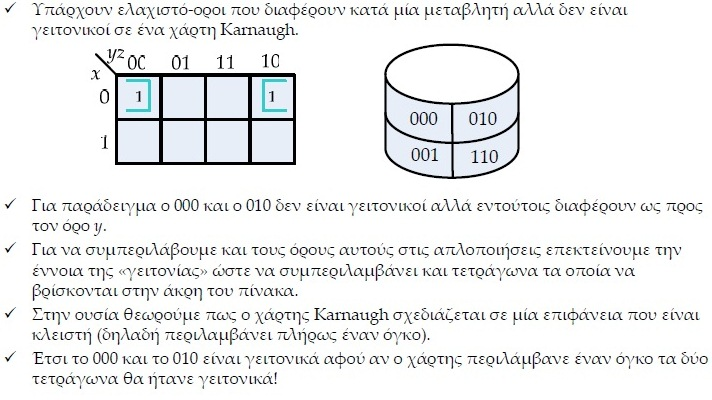 ✓ Υπάρχουν ελαχιστό-οροι που διαφέρουν κατά μία μεταβλητή αλλά δεν είναι
γειτονικοί σε ένα χάρτη Karnaugh.
yz 00 01 11 10
x
0 1 1
1
000 010
001 110
✓ Για παράδειγμα ο 000 και ο 010 δεν είναι γειτονικοί αλλά εντούτοις διαφέρουν ως προς
τον όρο y.
✓ Για να συμπεριλάβουμε και τους όρους αυτούς στις απλοποιήσεις επεκτείνουμε την
έννοια της «γειτονίας» ώστε να συμπεριλαμβάνει και τετράγωνα τα οποία να
βρίσκονται στην άκρη του πίνακα.
✓ Στην ουσία θεωρούμε πως ο χάρτης Karnaugh σχεδιάζεται σε μία επιφάνεια που είναι
κλειστή (δηλαδή περιλαμβάνει πλήρως έναν όγκο).
✓ Έτσι το 000 και το 010 είναι γειτονικά αφού αν ο χάρτης περιλάμβανε έναν όγκο τα δύο
τετράγωνα θα ήτανε γειτονικά!